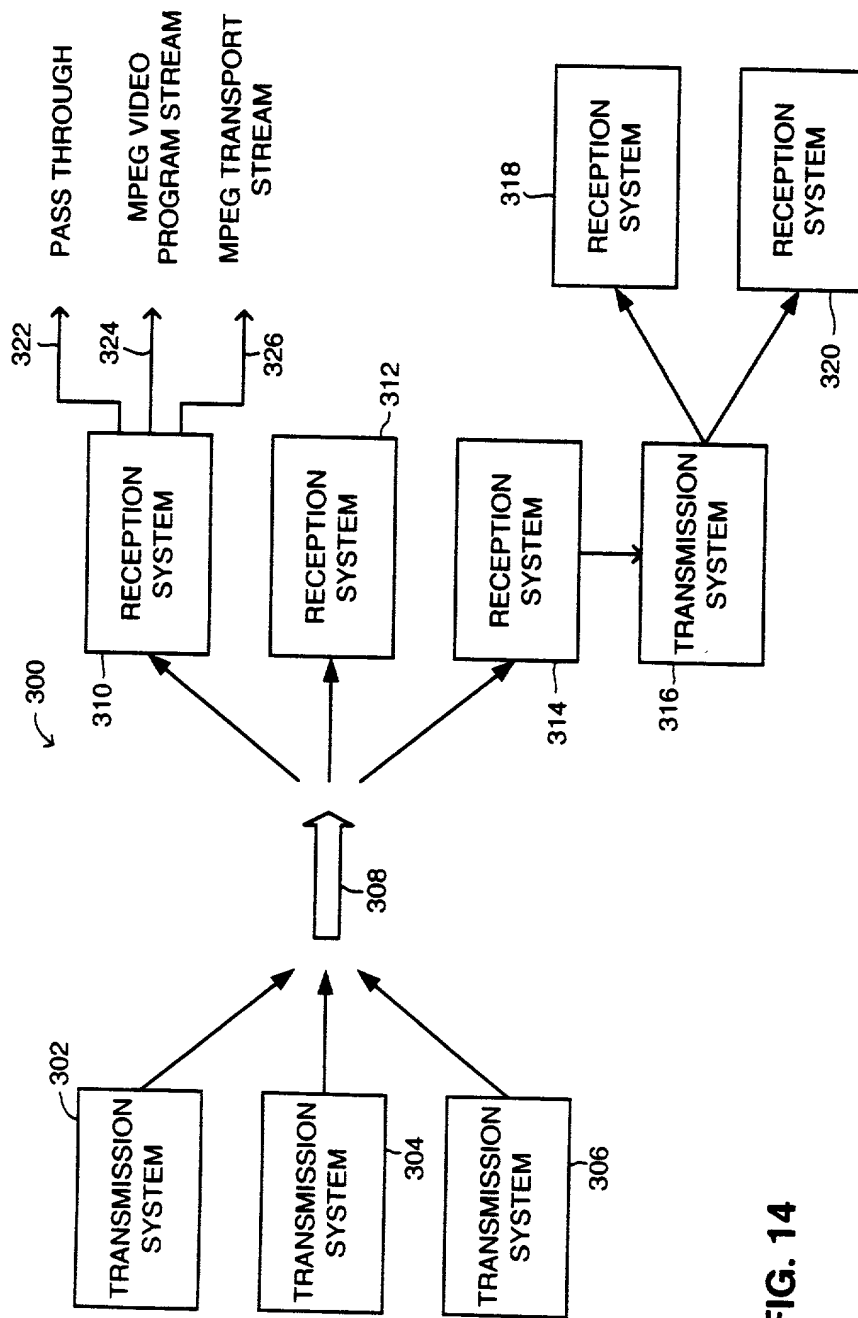 300
302
TRANSMISSION
SYSTEM
304
TRANSMISSION
SYSTEM
306
TRANSMISSION
SYSTEM
308
310
RECEPTION
SYSTEM
322
PASS THROUGH
324
MPEG VIDEO
PROGRAM STREAM
326
MPEG TRANSPORT
STREAM
312
RECEPTION
SYSTEM
314
RECEPTION
SYSTEM
316
TRANSMISSION
SYSTEM
318
RECEPTION
SYSTEM
320
RECEPTION
SYSTEM
FIG. 14